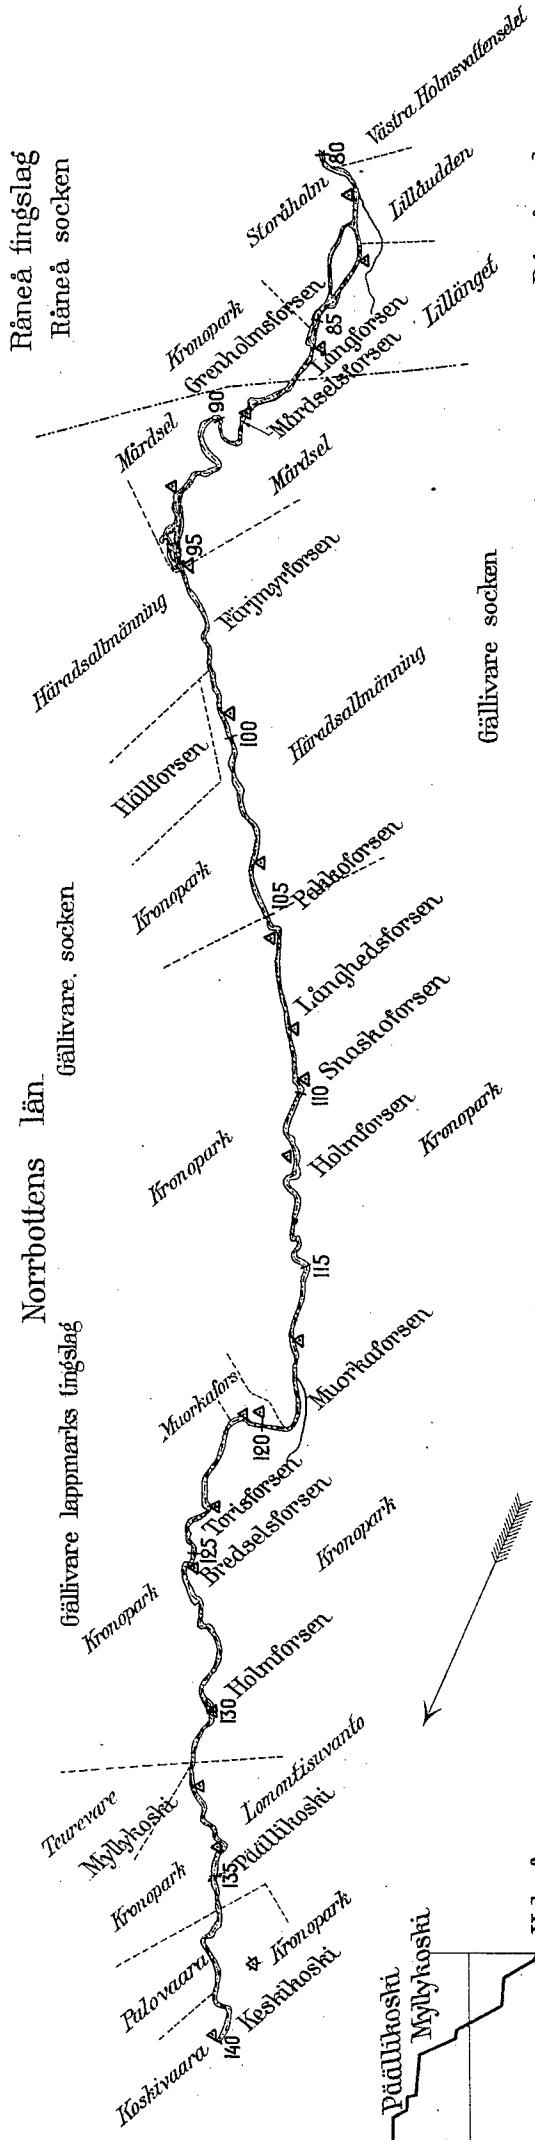 Råneå tingslag
Råneå socken
Västra Holmsvattenselet
80
Storåholm
Lillåudden
Kronopark
Grenholmsforsen
85
Långforsen
Lillänget
Mårdselsforsen
90
Mårdsel
Mårdsel
95
Färjmyrforsen
Häradsallmänning
Häradsallmänning
Gällivare socken
100
Hällforsen
Kronopark
105
Pakkoforsen
Gällivare. socken
Långhedsforsen
Snaskoforsen
110
Holmforsen
Kronopark
Kronopark
Norrbottens län
115
Gällivare lappmarks tingslag
Muorkaforsen
Muorkafors
120
Torisforsen
125
Bredselsforsen
Kronopark
Kronopark
Holmforsen
130
Teurevare
Lomontisuvanto
Myllykoski
Päällikoski
135
Kronopark
Kronopark
Palovaara
Keskikoski
140
Koskivaara
Päällikoski
Myllykoski